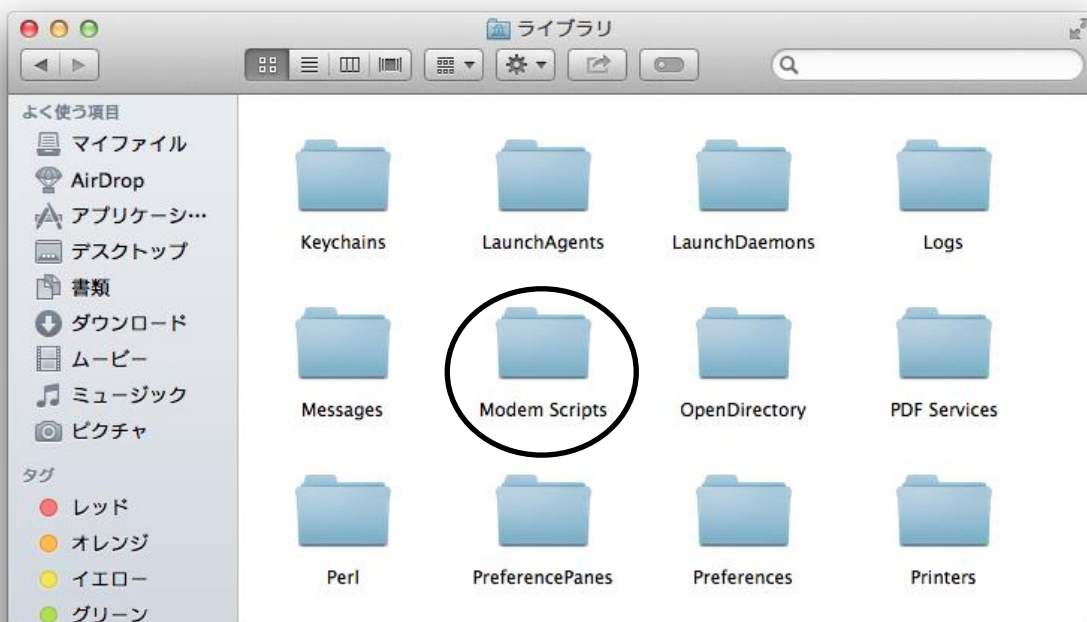 ライブラリ
よく使う項目
マイファイル
AirDrop
アプリケーシ…
デスクトップ
書類
ダウンロード
ムービー
ミュージック
ピクチャ
タグ
レッド
オレンジ
イエロー
グリーン
Keychains
LaunchAgents
LaunchDaemons
Logs
Messages
Modem Scripts
OpenDirectory
PDF Services
Perl
PreferencePanes
Preferences
Printers